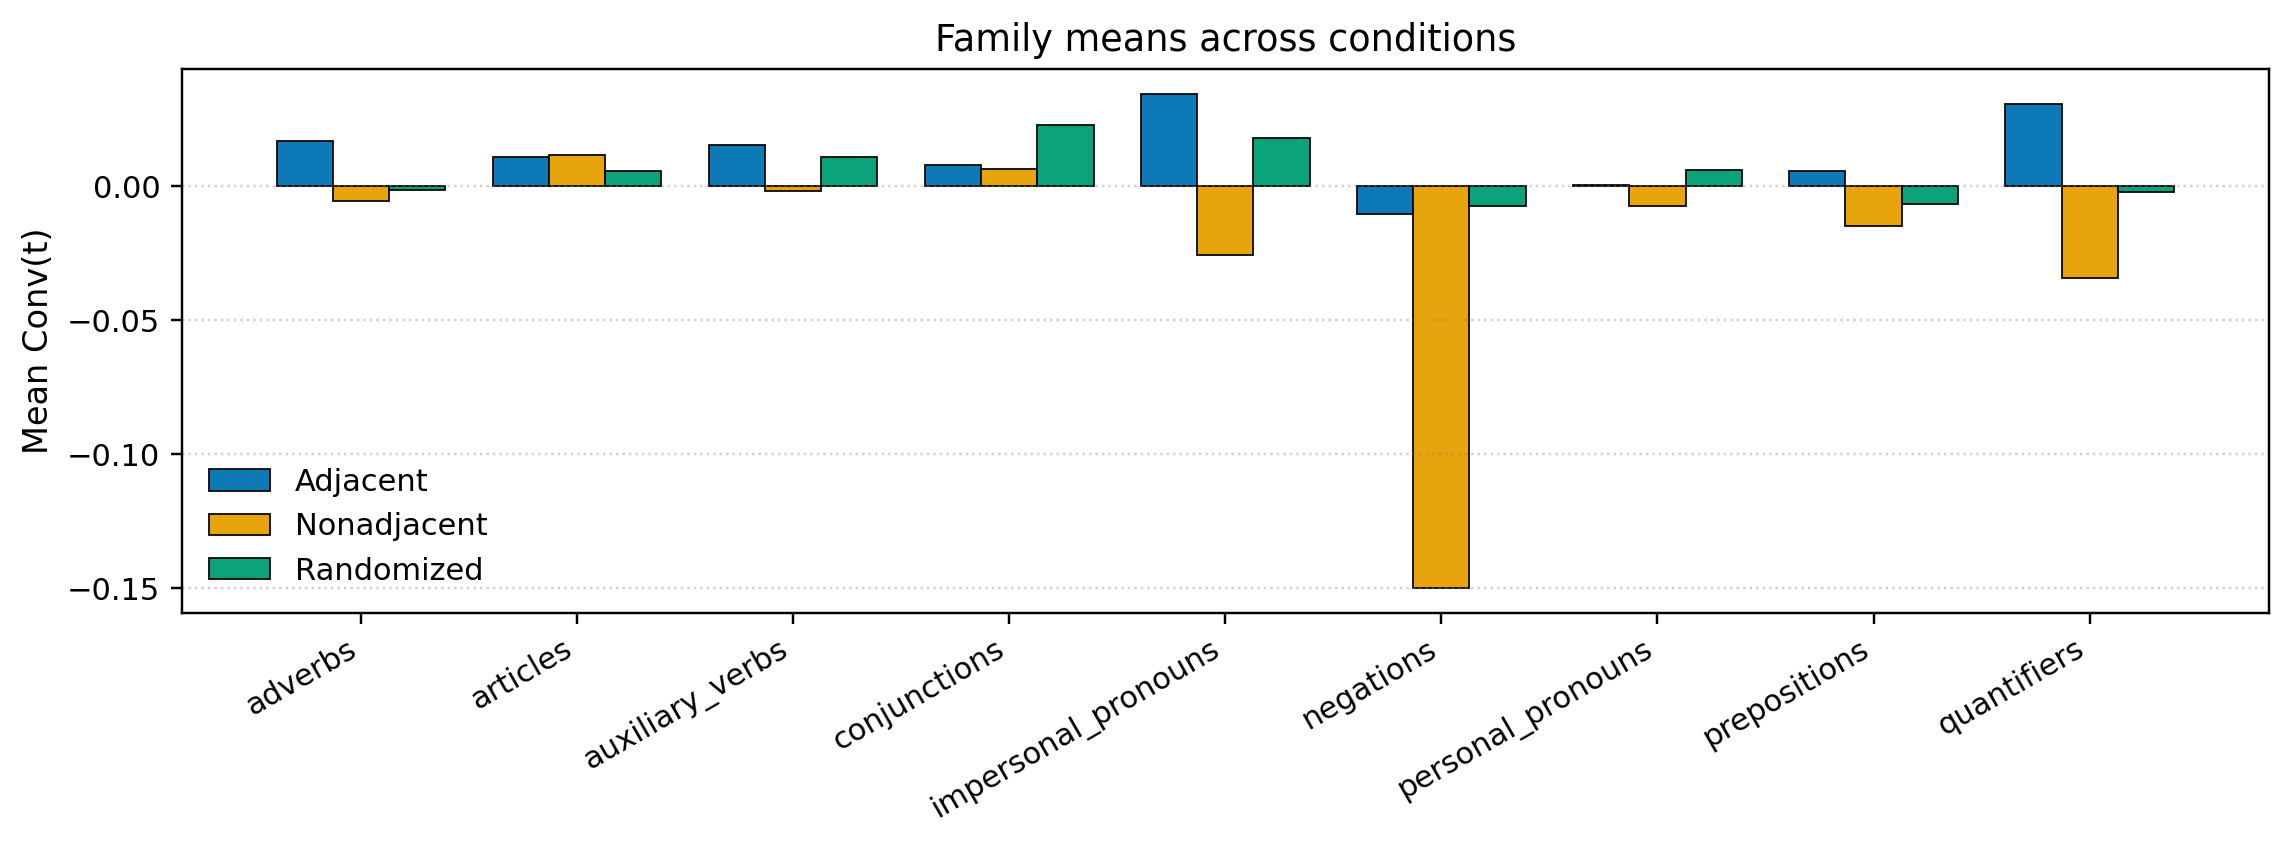 Family means across conditions
Mean Conv(t)
0.00
−0.05
−0.10
−0.15
Adjacent
Nonadjacent
Randomized
adverbs
articles
auxiliary_verbs
conjunctions
impersonal_pronouns
negations
personal_pronouns
prepositions
quantifiers